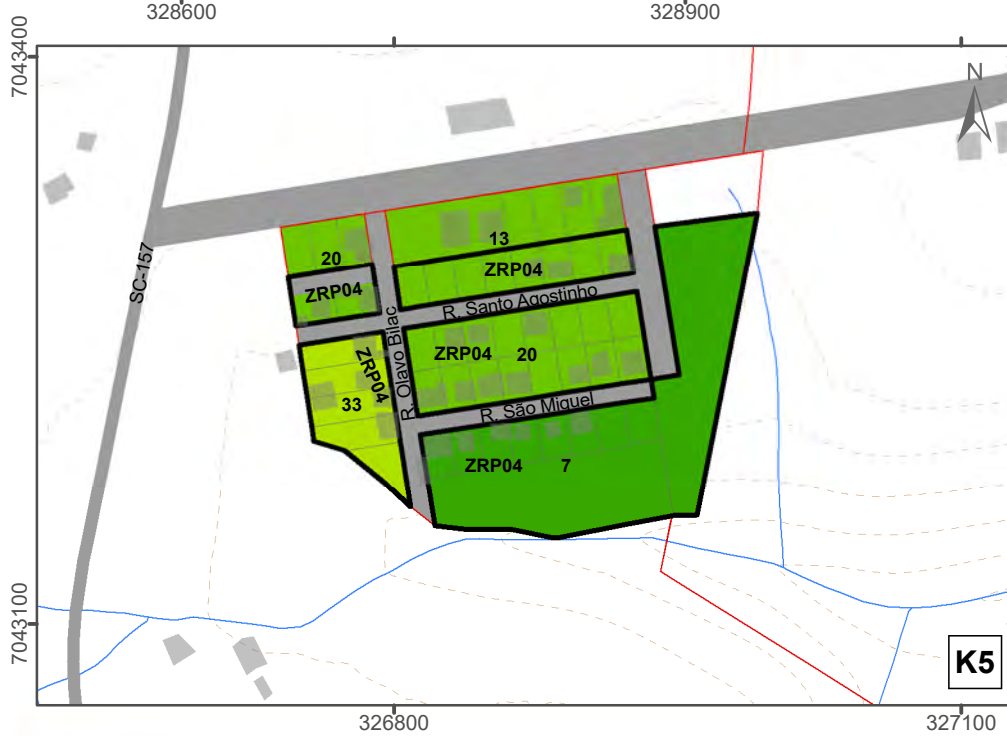 328600
328900
7043400
N
20
13
ZRP04
ZRP04
SC-157
R. Santo Agostinho
R. Olavo Bilac
ZRP04
ZRP04
20
33
R. São Miguel
ZRP04
7
7043100
K5
326800
327100